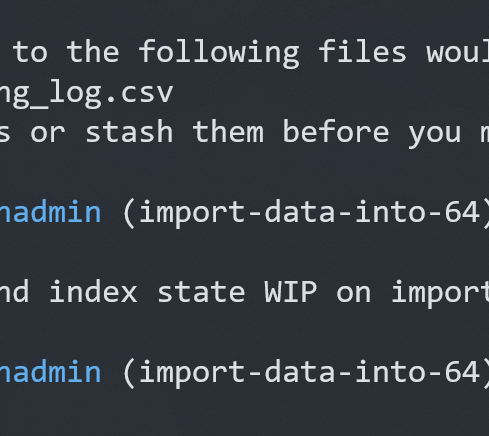 to the following files woul
ng_log.csv
s or stash them before you m
nadmin (import-data-into-64)
nd index state WIP on import
nadmin (import-data-into-64)